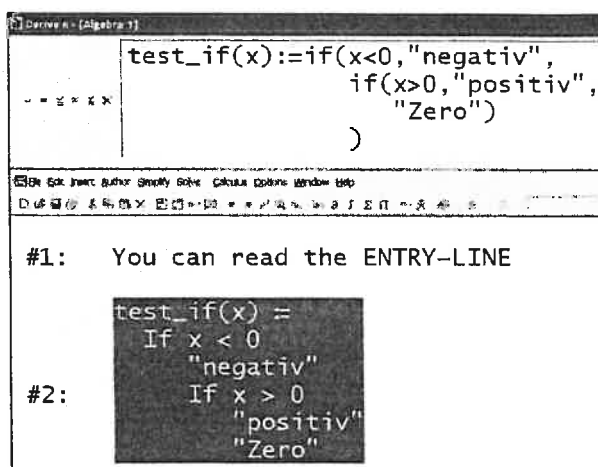 Derive 6 - [Algebra 1]
test_if(x):=if(x<0,"negativ",
if(x>0,"positiv",
"Zero")
)
File Edit Insert Author Simplify Solve Calculus Options Window Help
#1: You can read the ENTRY-LINE
test_if(x) :=
If x < 0
"negativ"
#2: If x > 0
"positiv"
"Zero"